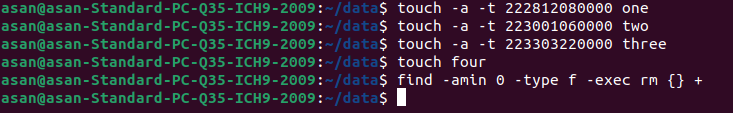 asan@asan-Standard-PC-Q35-ICH9-2009:~/data$ touch -a -t 222812080000 one
asan@asan-Standard-PC-Q35-ICH9-2009:~/data$ touch -a -t 223001060000 two
asan@asan-Standard-PC-Q35-ICH9-2009:~/data$ touch -a -t 223303220000 three
asan@asan-Standard-PC-Q35-ICH9-2009:~/data$ touch four
asan@asan-Standard-PC-Q35-ICH9-2009:~/data$ find -amin 0 -type f -exec rm {} +
asan@asan-Standard-PC-Q35-ICH9-2009:~/data$